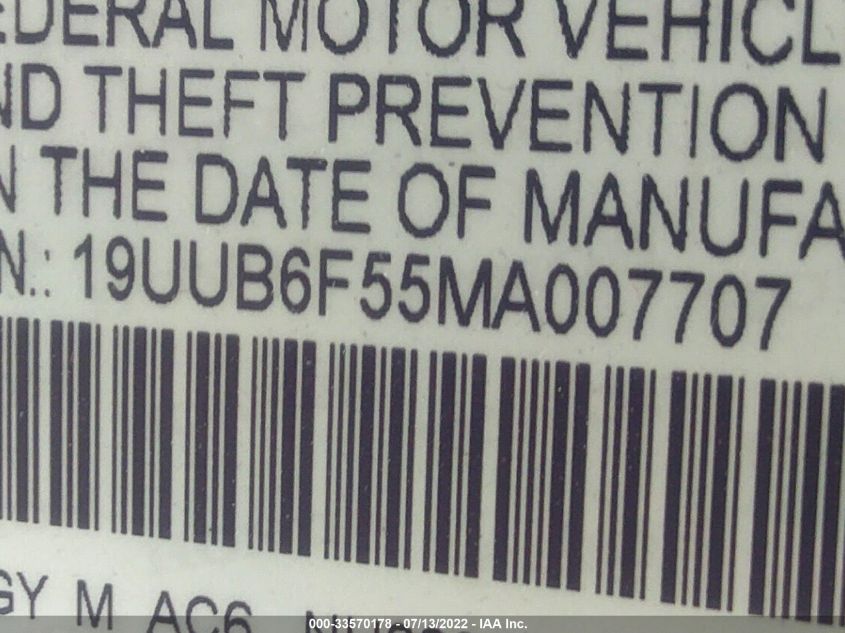 EDERAL MOTOR VEHICL
ND THEFT PREVENTION
N THE DATE OF MANUFA
N.: 19UUB6F55MA007707
GY M AC6
000-33570178 - 07/13/2022 - IAA Inc.